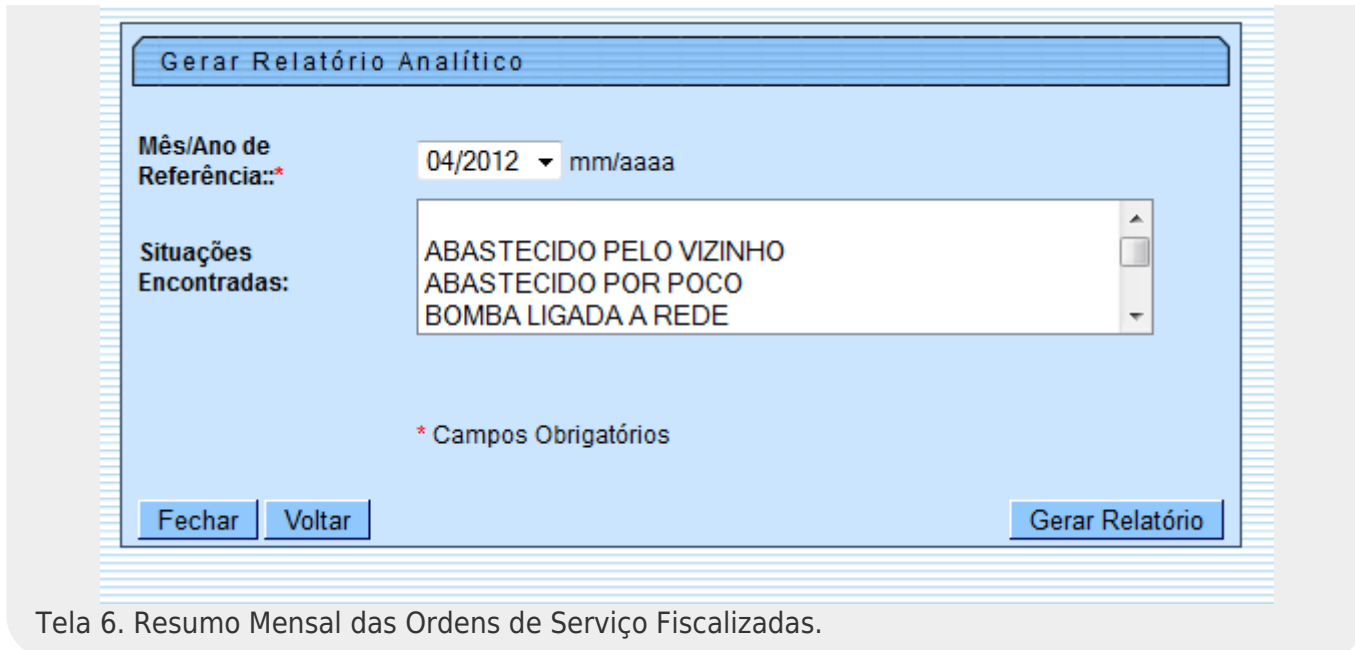 Gerar Relatório Analítico
Mês/Ano de
Referência::*
04/2012 mm/aaaa
Situações
Encontradas:
ABASTECIDO PELO VIZINHO
ABASTECIDO POR POCO
BOMBA LIGADA A REDE
* Campos Obrigatórios
Fechar Voltar Gerar Relatório
Tela 6. Resumo Mensal das Ordens de Serviço Fiscalizadas.